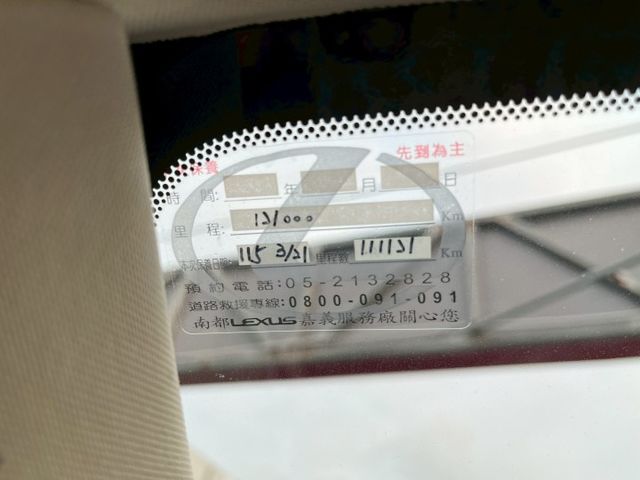 保養 先到為主
時間: 年 月 日
里程: 121000 Km
本次保養日期: 115 3/21 里程數 111121 Km
預約電話:05-2132828
道路救援專線:0800-091-091
南都LEXUS嘉義服務廠關心您